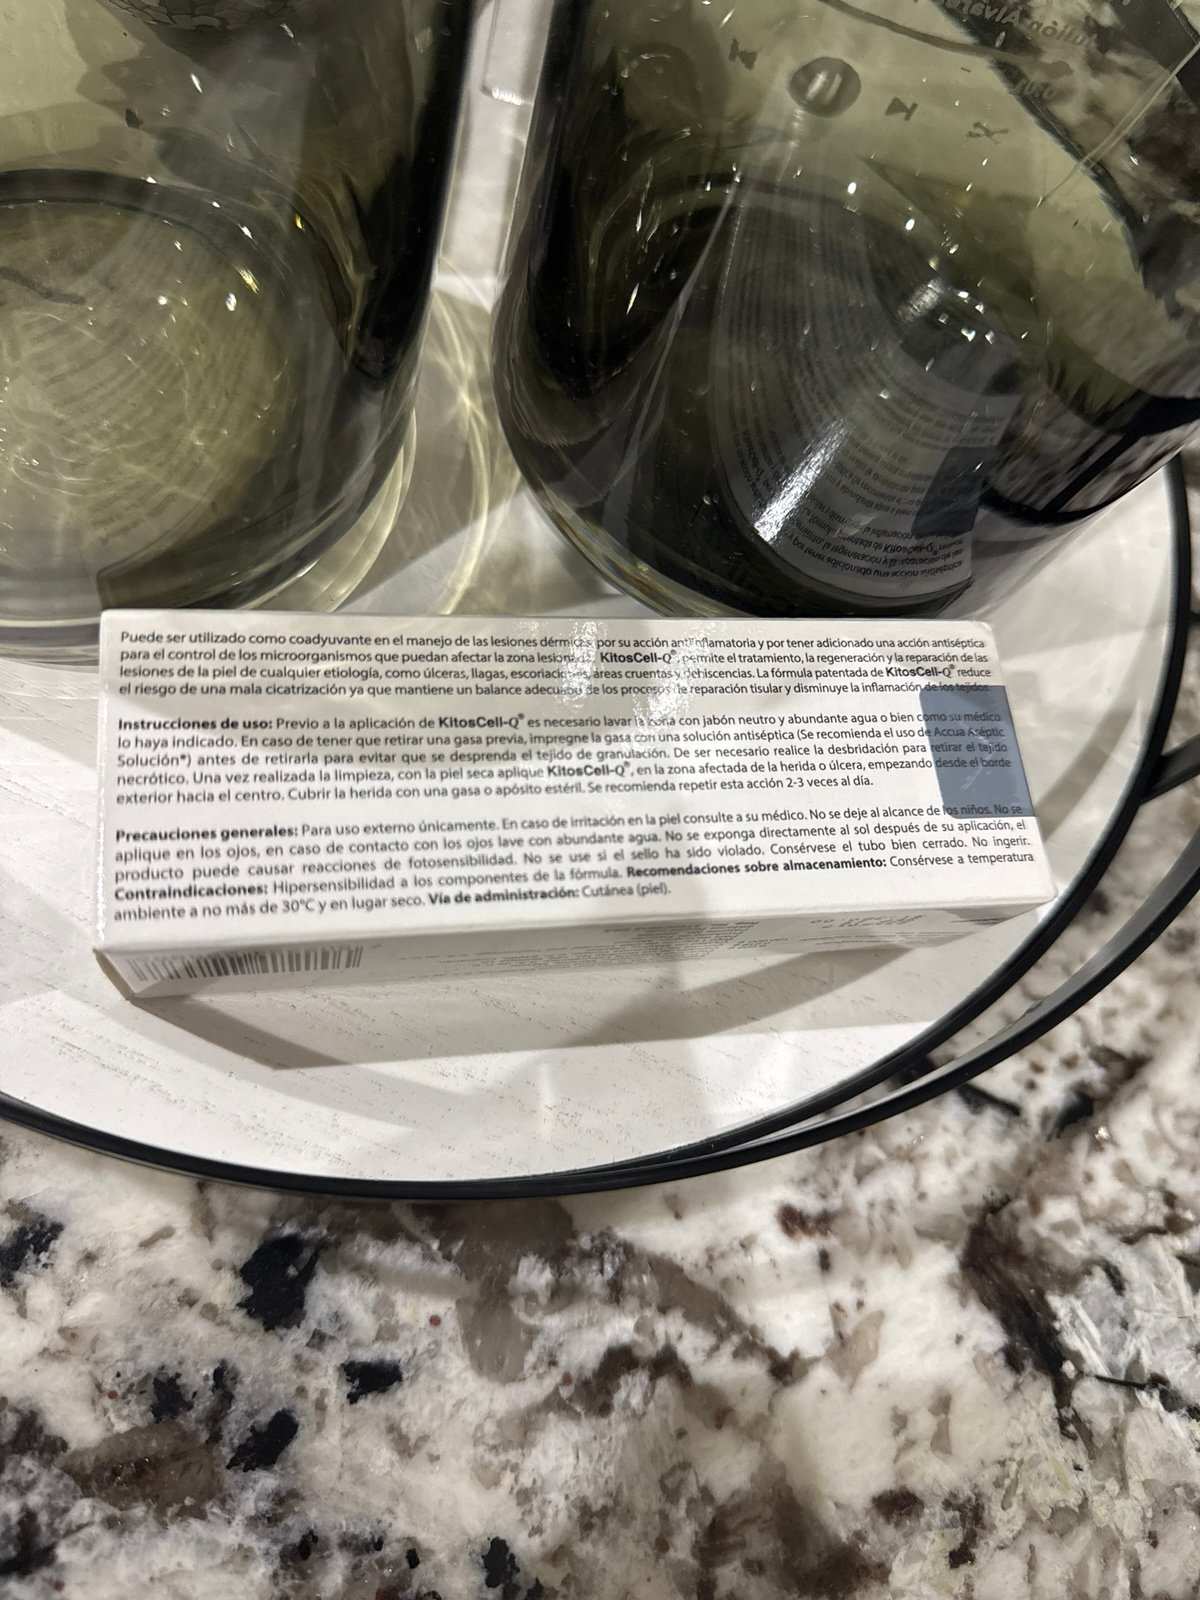 Puede ser utilizado como coadyuvante en el manejo de las lesiones dérmicas por su acción antiinflamatoria y por tener adicionado una acción antiséptica
para el control de los microorganismos que puedan afectar la zona lesionada. KitosCell-Q®, permite el tratamiento, la regeneración y la reparación de las
lesiones de la piel de cualquier etiología, como úlceras, llagas, escoriaciones, áreas cruentas y dehiscencias. La fórmula patentada de KitosCell-Q® reduce
el riesgo de una mala cicatrización ya que mantiene un balance adecuado de los procesos de reparación tisular y disminuye la inflamación de los tejidos.
Instrucciones de uso: Previo a la aplicación de KitosCell-Q® es necesario lavar la zona con jabón neutro y abundante agua o bien como su médico
lo haya indicado. En caso de tener que retirar una gasa previa, impregne la gasa con una solución antiséptica (Se recomienda el uso de Accua Aséptic
Solución*) antes de retirarla para evitar que se desprenda el tejido de granulación. De ser necesario realice la desbridación para retirar el tejido
necrótico. Una vez realizada la limpieza, con la piel seca aplique KitosCell-Q®, en la zona afectada de la herida o úlcera, empezando desde el borde
exterior hacia el centro. Cubrir la herida con una gasa o apósito estéril. Se recomienda repetir esta acción 2-3 veces al día.
Precauciones generales: Para uso externo únicamente. En caso de irritación en la piel consulte a su médico. No se deje al alcance de los niños. No se
aplique en los ojos, en caso de contacto con los ojos lave con abundante agua. No se exponga directamente al sol después de su aplicación, el
producto puede causar reacciones de fotosensibilidad. No se use si el sello ha sido violado. Consérvese el tubo bien cerrado. No ingerir.
Contraindicaciones: Hipersensibilidad a los componentes de la fórmula. Recomendaciones sobre almacenamiento: Consérvese a temperatura
ambiente a no más de 30°C y en lugar seco. Vía de administración: Cutánea (piel).